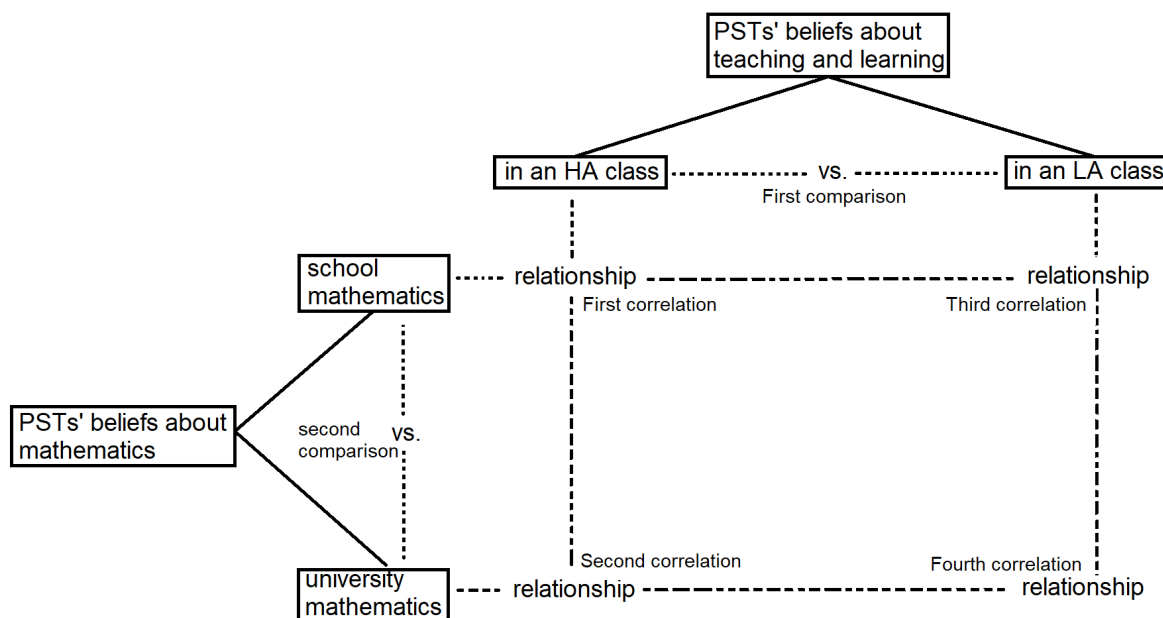 PSTs' beliefs about
teaching and learning
in an HA class
vs.
in an LA class
First comparison
school
mathematics
relationship
relationship
First correlation
Third correlation
PSTs' beliefs about
mathematics
second
comparison
vs.
Second correlation
Fourth correlation
university
mathematics
relationship
relationship